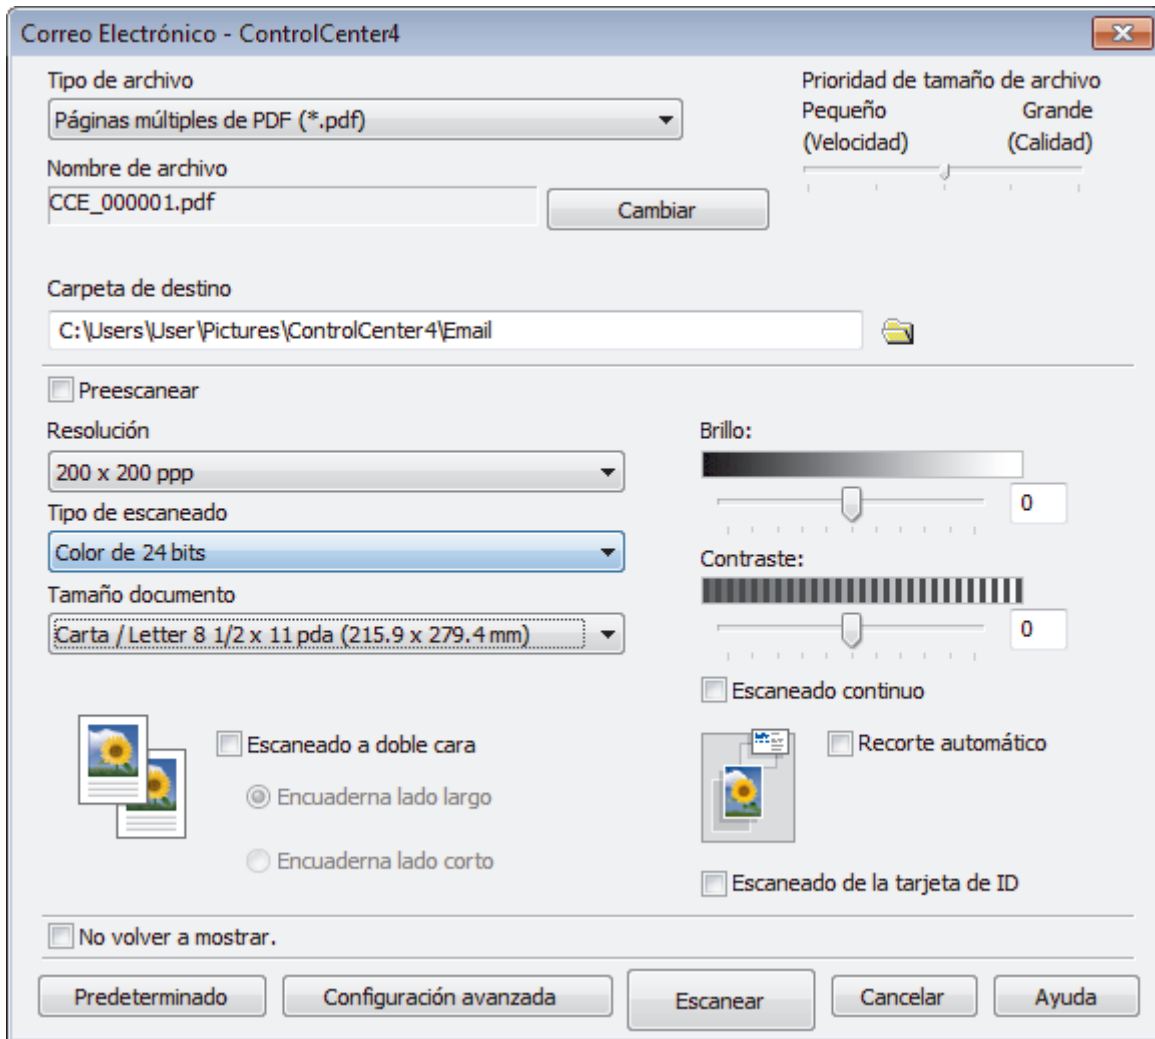 Correo Electrónico - ControlCenter4
Tipo de archivo
Páginas múltiples de PDF (*.pdf)
Prioridad de tamaño de archivo
Pequeño Grande
(Velocidad) (Calidad)
Nombre de archivo
CCE_000001.pdf
Cambiar
Carpeta de destino
C:\Users\User\Pictures\ControlCenter4\Email
Preescanear
Resolución
200 x 200 ppp
Tipo de escaneado
Color de 24 bits
Tamaño documento
Carta / Letter 8 1/2 x 11 pda (215.9 x 279.4 mm)
Brillo:
0
Contraste:
0
Escaneado continuo
Escaneado a doble cara
Encuaderna lado largo
Encuaderna lado corto
Recorte automático
Escaneado de la tarjeta de ID
No volver a mostrar.
Predeterminado Configuración avanzada Escanear Cancelar Ayuda